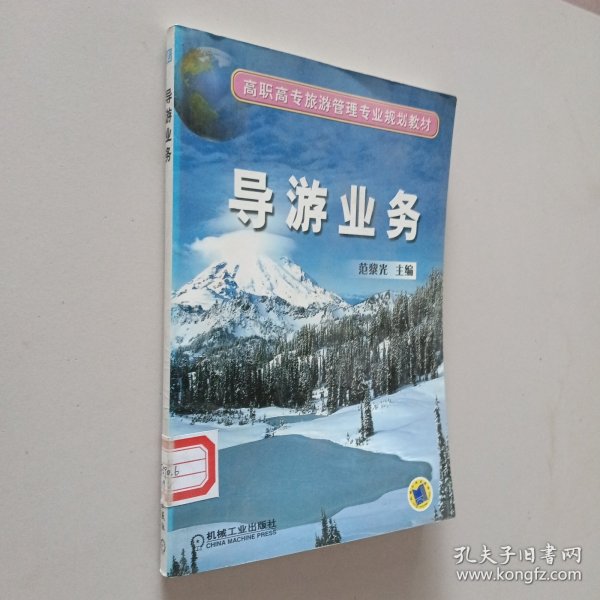 高职高专旅游管理专业规划教材
导游业务
范黎光 主编
机械工业出版社
CHINA MACHINE PRESS
导游业务
孔夫子旧书网
www.kongfz.com